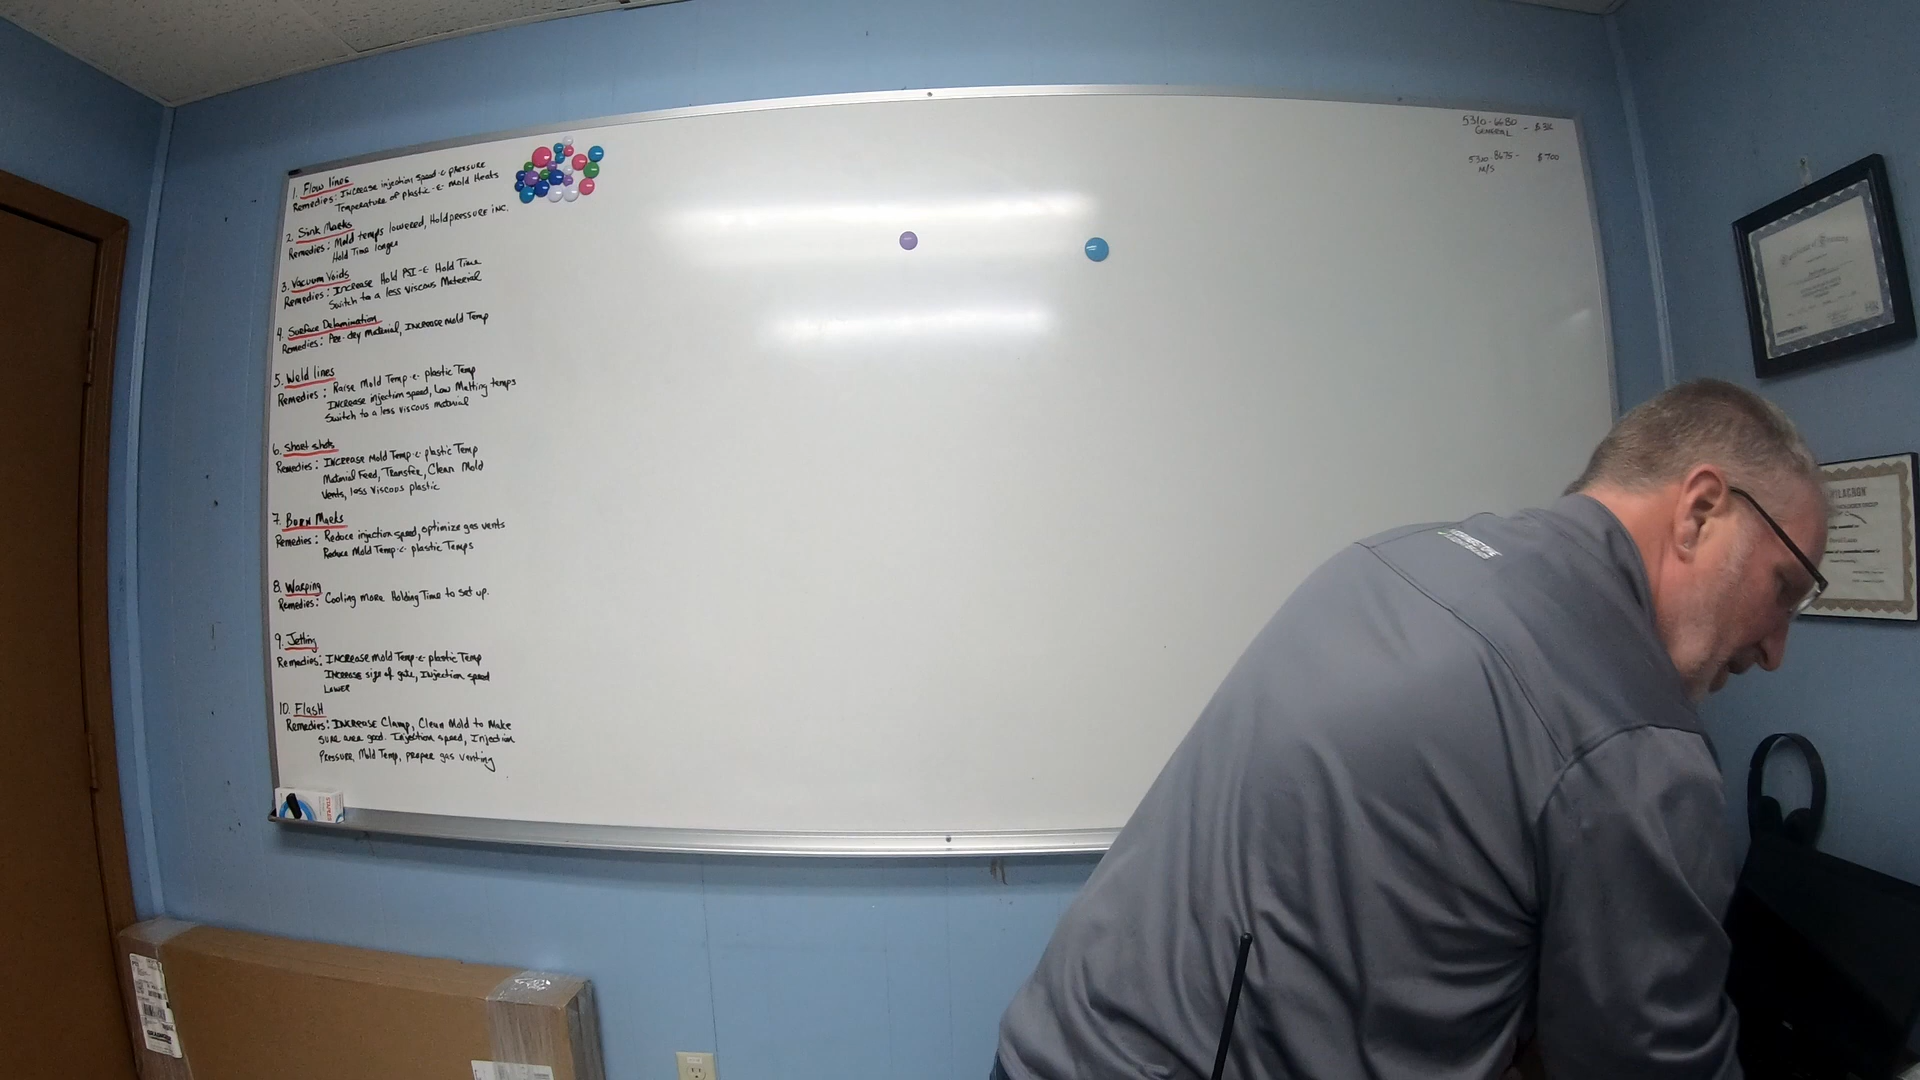 1. Flow lines
Remedies: INCREASE injection speed & pressure
Temperature of plastic & mold Heats
2. Sink Marks
Remedies: Mold temps lowered, Hold pressure inc.
Hold Time longer
3. Vacuum Voids
Remedies: Increase Hold PSI & Hold Time
Switch to a less viscous Material
4. Surface Delamination
Remedies: Pre-dry material, INCREASE mold Temp
5. Weld lines
Remedies: Raise Mold Temp & plastic Temp
INCREASE injection speed, Low Melting temps
Switch to a less viscous material
6. Short shots
Remedies: INCREASE Mold Temp & plastic Temp
Material Feed, Transfer, Clean Mold
Vents, less Viscous plastic
7. Burn Marks
Remedies: Reduce injection speed, optimize gas vents
Reduce Mold Temp & plastic Temps
8. Warping
Remedies: Cooling more Holding Time to set up.
9. Jetting
Remedies: INCREASE mold Temp & plastic Temp
INCREASE size of gate, Injection speed
Lower
10. Flash
Remedies: INCREASE Clamp, Clean Mold to Make
sure area good. Injection speed, Injection
Pressure, Mold Temp, proper gas venting
5310-6680 - $3K
General
5310-8675- $700
M/S
STAPLES
David